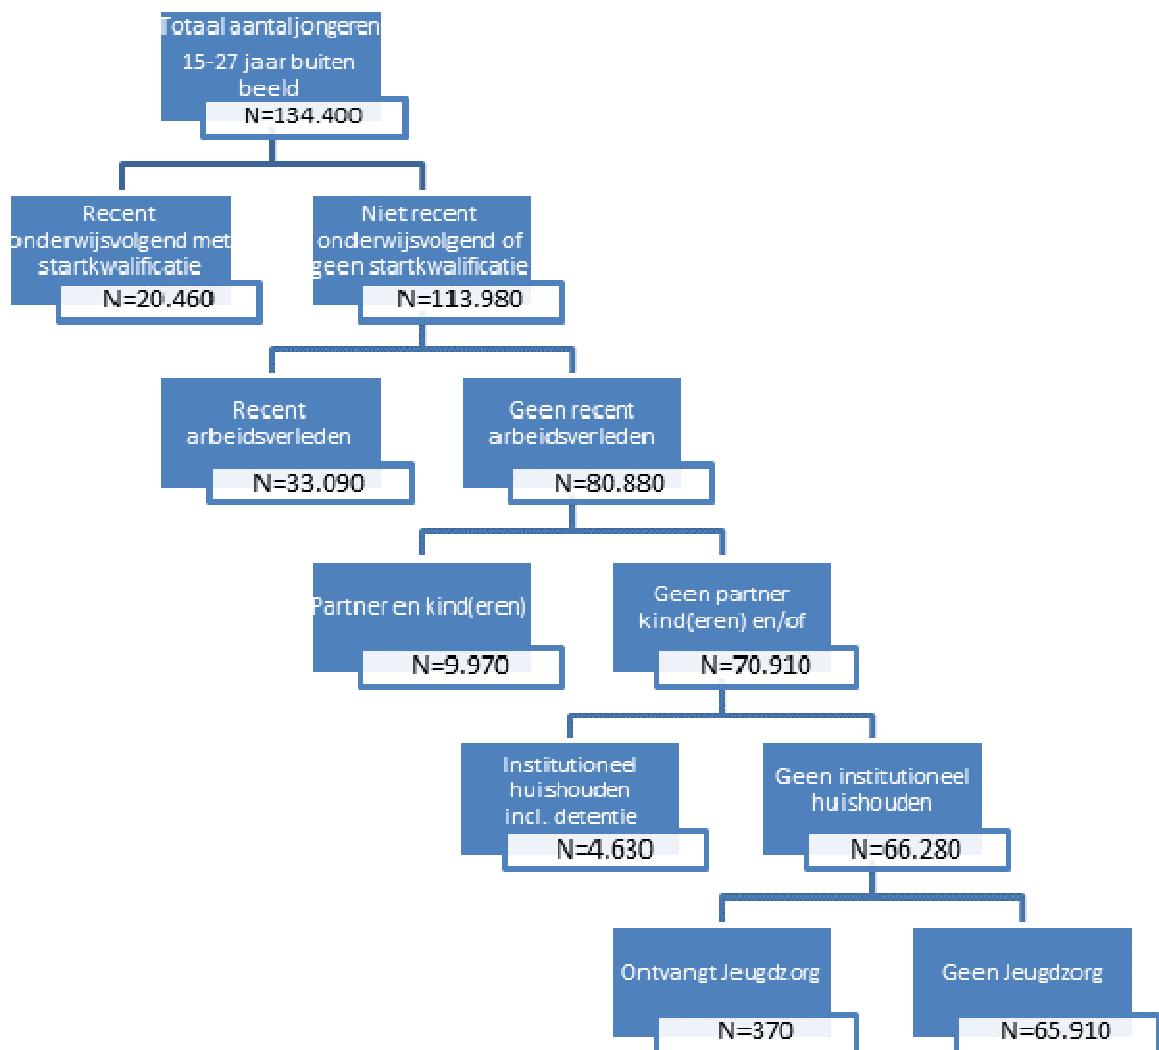 Totaal aantal jongeren
15-27 jaar buiten
beeld
N=134.400
Recent
onderwijsvolgend met
startkwalificatie
N=20.460
Niet recent
onderwijsvolgend of
geen startkwalificatie
N=113.980
Recent
arbeidsverleden
N=33.090
Geen recent
arbeidsverleden
N=80.880
Partner en kind(eren)
N=9.970
Geen partner
kind(eren) en/of
N=70.910
Institutioneel
huishouden
incl. detentie
N=4.630
Geen institutioneel
huishouden
N=66.280
Ontvangt Jeugdzorg
N=370
Geen Jeugdzorg
N=65.910